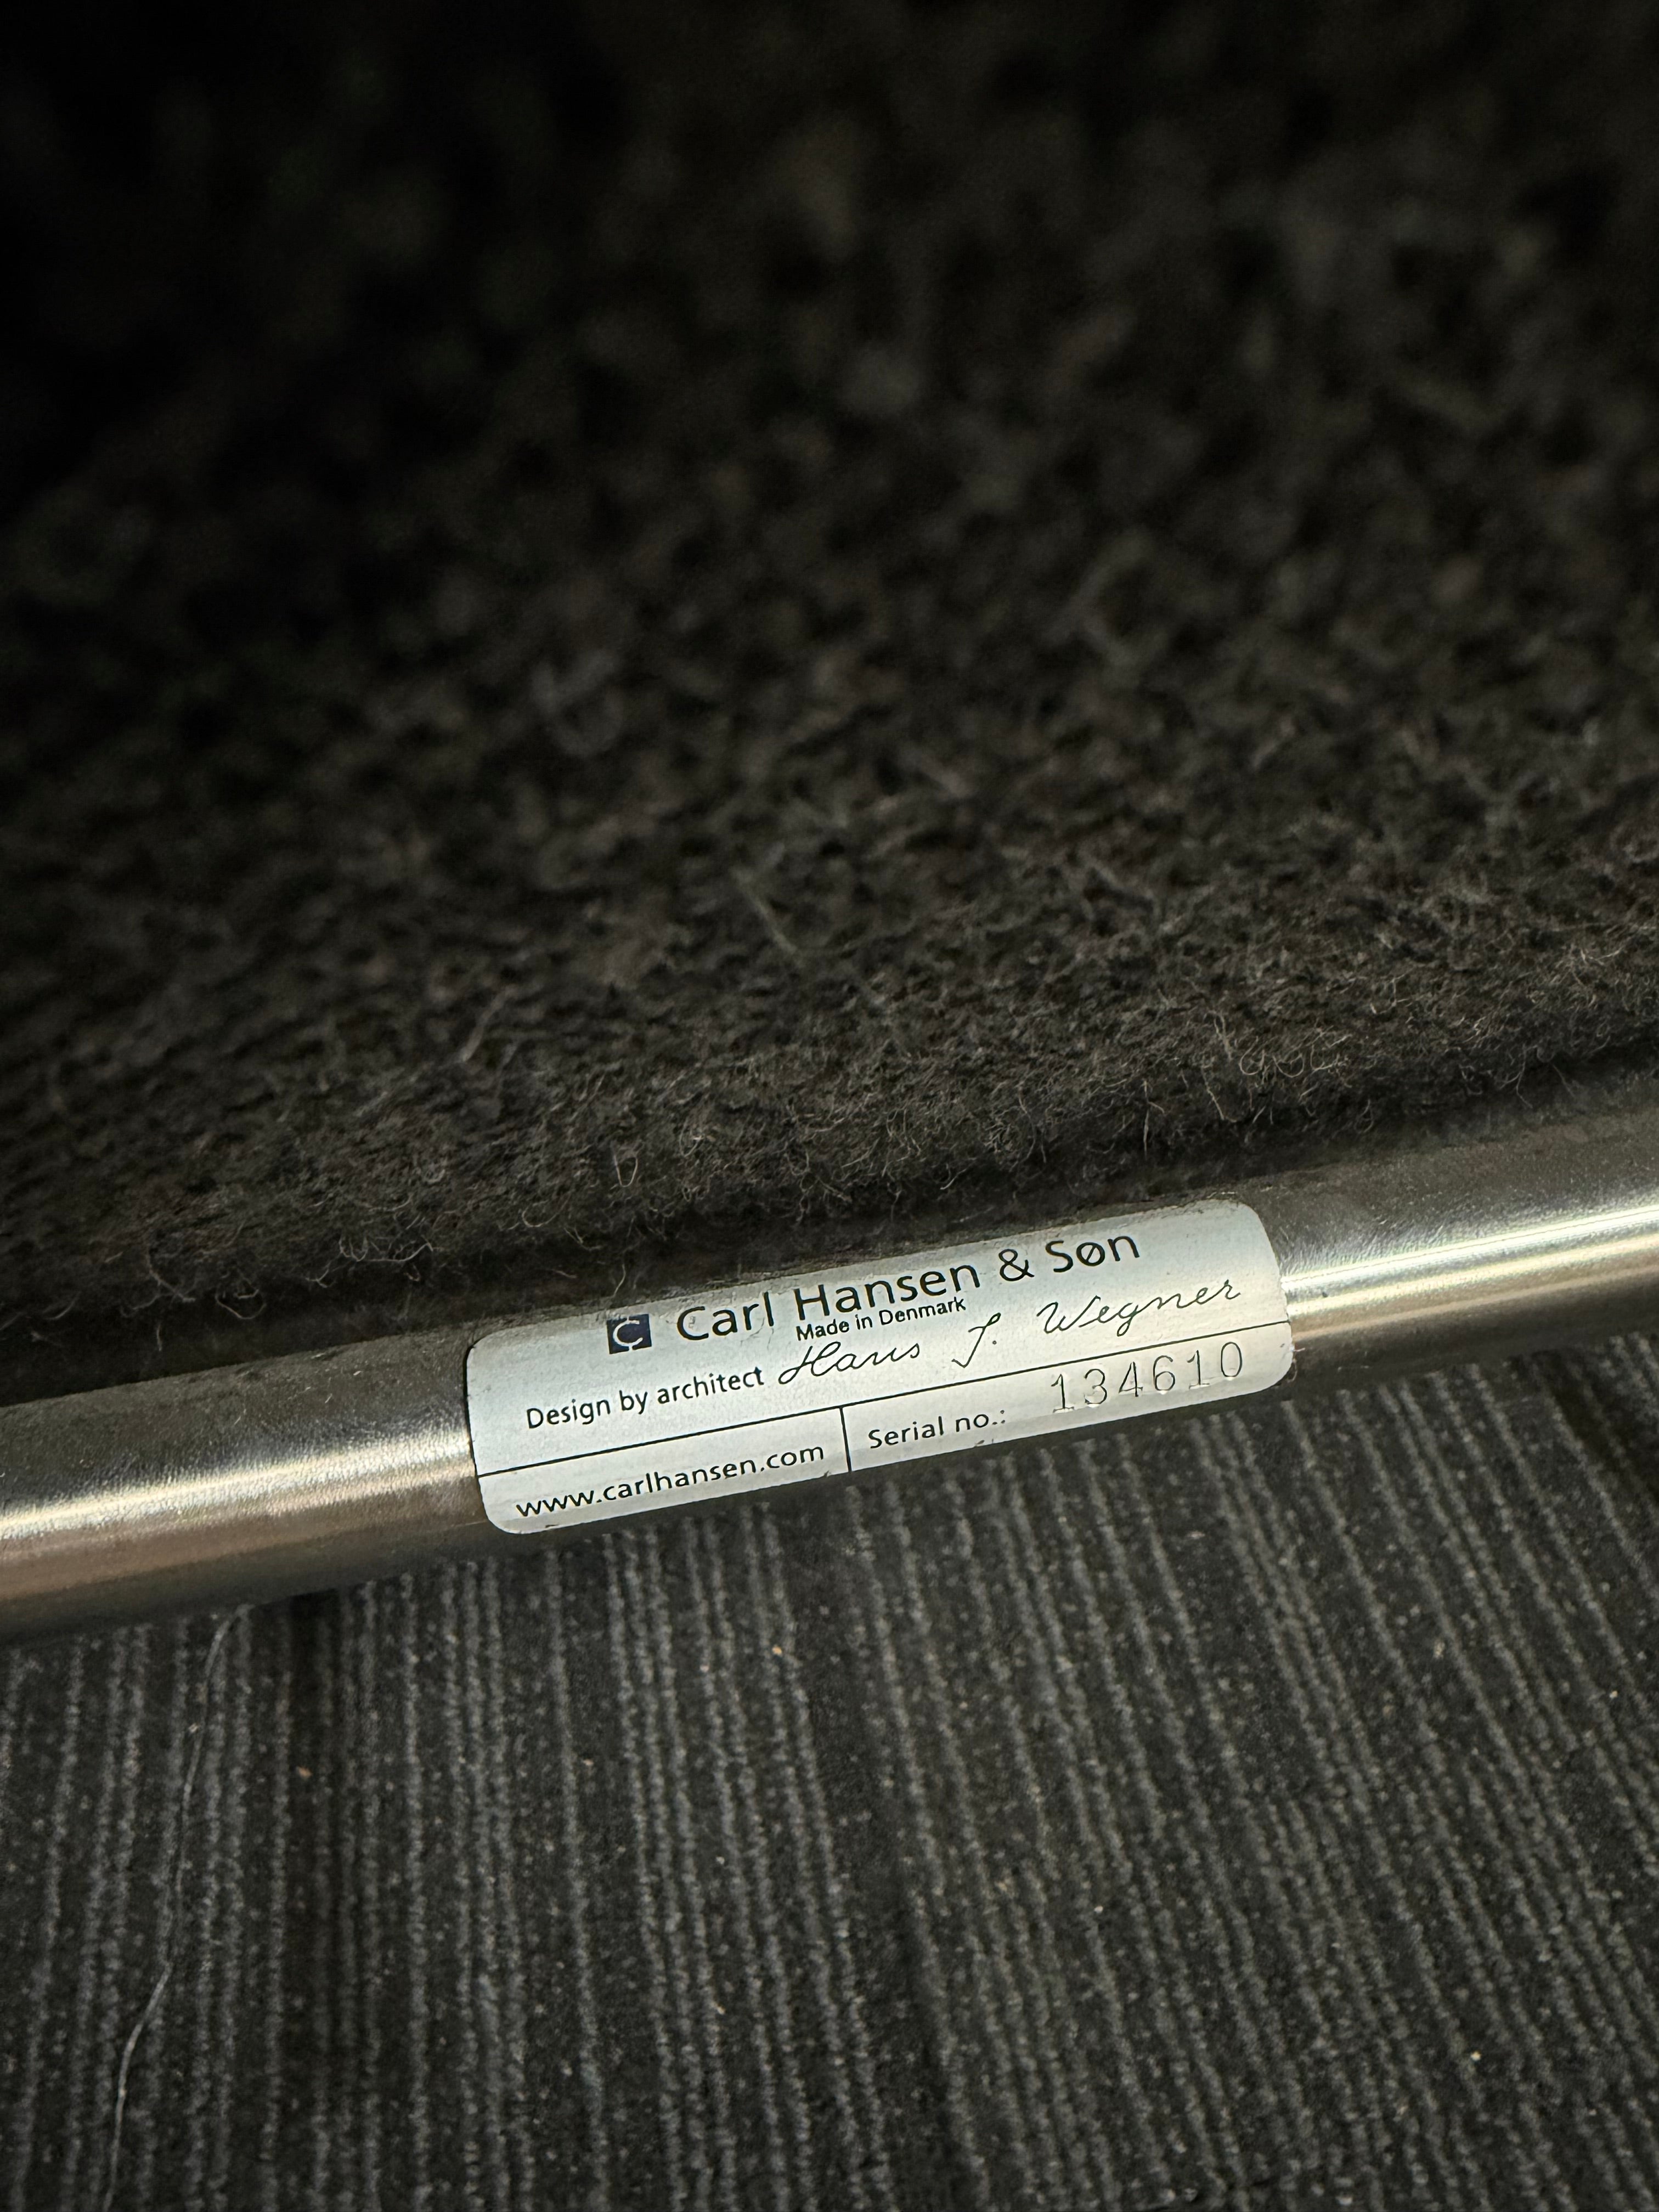 C Carl Hansen & Søn
Made in Denmark
Design by architect Hans J. Wegner
www.carlhansen.com
Serial no.: 134610